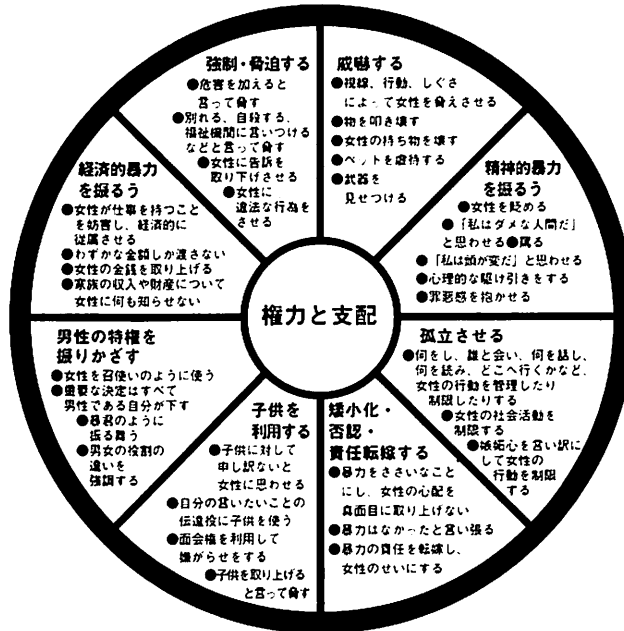 強制・脅迫する
●危害を加えると
言って脅す
●別れる、自殺する、
福祉機関に言いつける
などと言って脅す
●女性に告訴を
取り下げさせる
●女性に
違法な行為を
させる
威嚇する
●視線、行動、しぐさ
によって女性を脅えさせる
●物を叩き壊す
●女性の持ち物を壊す
●ペットを虐待する
●武器を
見せつける
精神的暴力
を振るう
●女性を貶める
●「私はダメな人間だ」
と思わせる●罵る
●「私は頭が変だ」と思わせる
●心理的な駆け引きをする
●罪悪感を抱かせる
孤立させる
●何をし、誰と会い、何を話し、
何を読み、どこへ行くかなど、
女性の行動を管理したり
制限したりする
●女性の社会活動を
制限する
●嫉妬心を言い訳に
して女性の
行動を制限
する
矮小化・
否認・
責任転嫁する
●暴力をささいなこと
にし、女性の心配を
真面目に取り上げない
●暴力はなかったと言い張る
●暴力の責任を転嫁し、
女性のせいにする
子供を
利用する
●子供に対して
申し訳ないと
女性に思わせる
●自分の言いたいことの
伝達役に子供を使う
●面会権を利用して
嫌がらせをする
●子供を取り上げる
と言って脅す
男性の特権を
振りかざす
●女性を召使いのように使う
●重要な決定はすべて
男性である自分が下す
●暴君のように
振る舞う
●男女の役割の
違いを
強調する
経済的暴力
を振るう
●女性が仕事を持つこと
を妨害し、経済的に
従属させる
●わずかな金額しか渡さない
●女性の金銭を取り上げる
●家族の収入や財産について
女性に何も知らせない
権力と支配